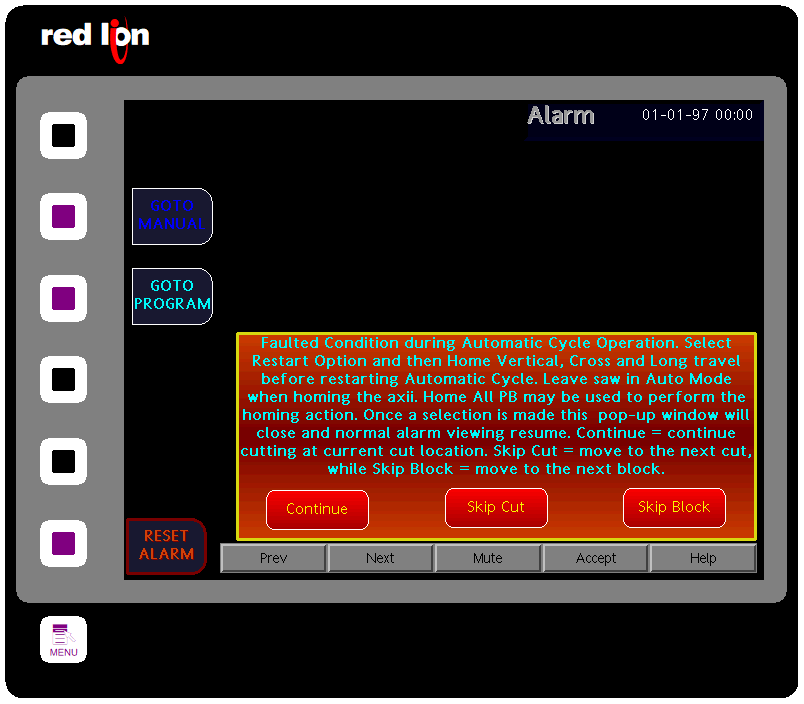 red lion
Alarm
01-01-97 00:00
GOTO
MANUAL
GOTO
PROGRAM
Faulted Condition during Automatic Cycle Operation. Select
Restart Option and then Home Vertical, Cross and Long travel
before restarting Automatic Cycle. Leave saw in Auto Mode
when homing the axii. Home All PB may be used to perform the
homing action. Once a selection is made this  pop-up window will
close and normal alarm viewing resume. Continue = continue
cutting at current cut location. Skip Cut = move to the next cut,
while Skip Block = move to the next block.
Continue
Skip Cut
Skip Block
RESET
ALARM
Prev
Next
Mute
Accept
Help
MENU